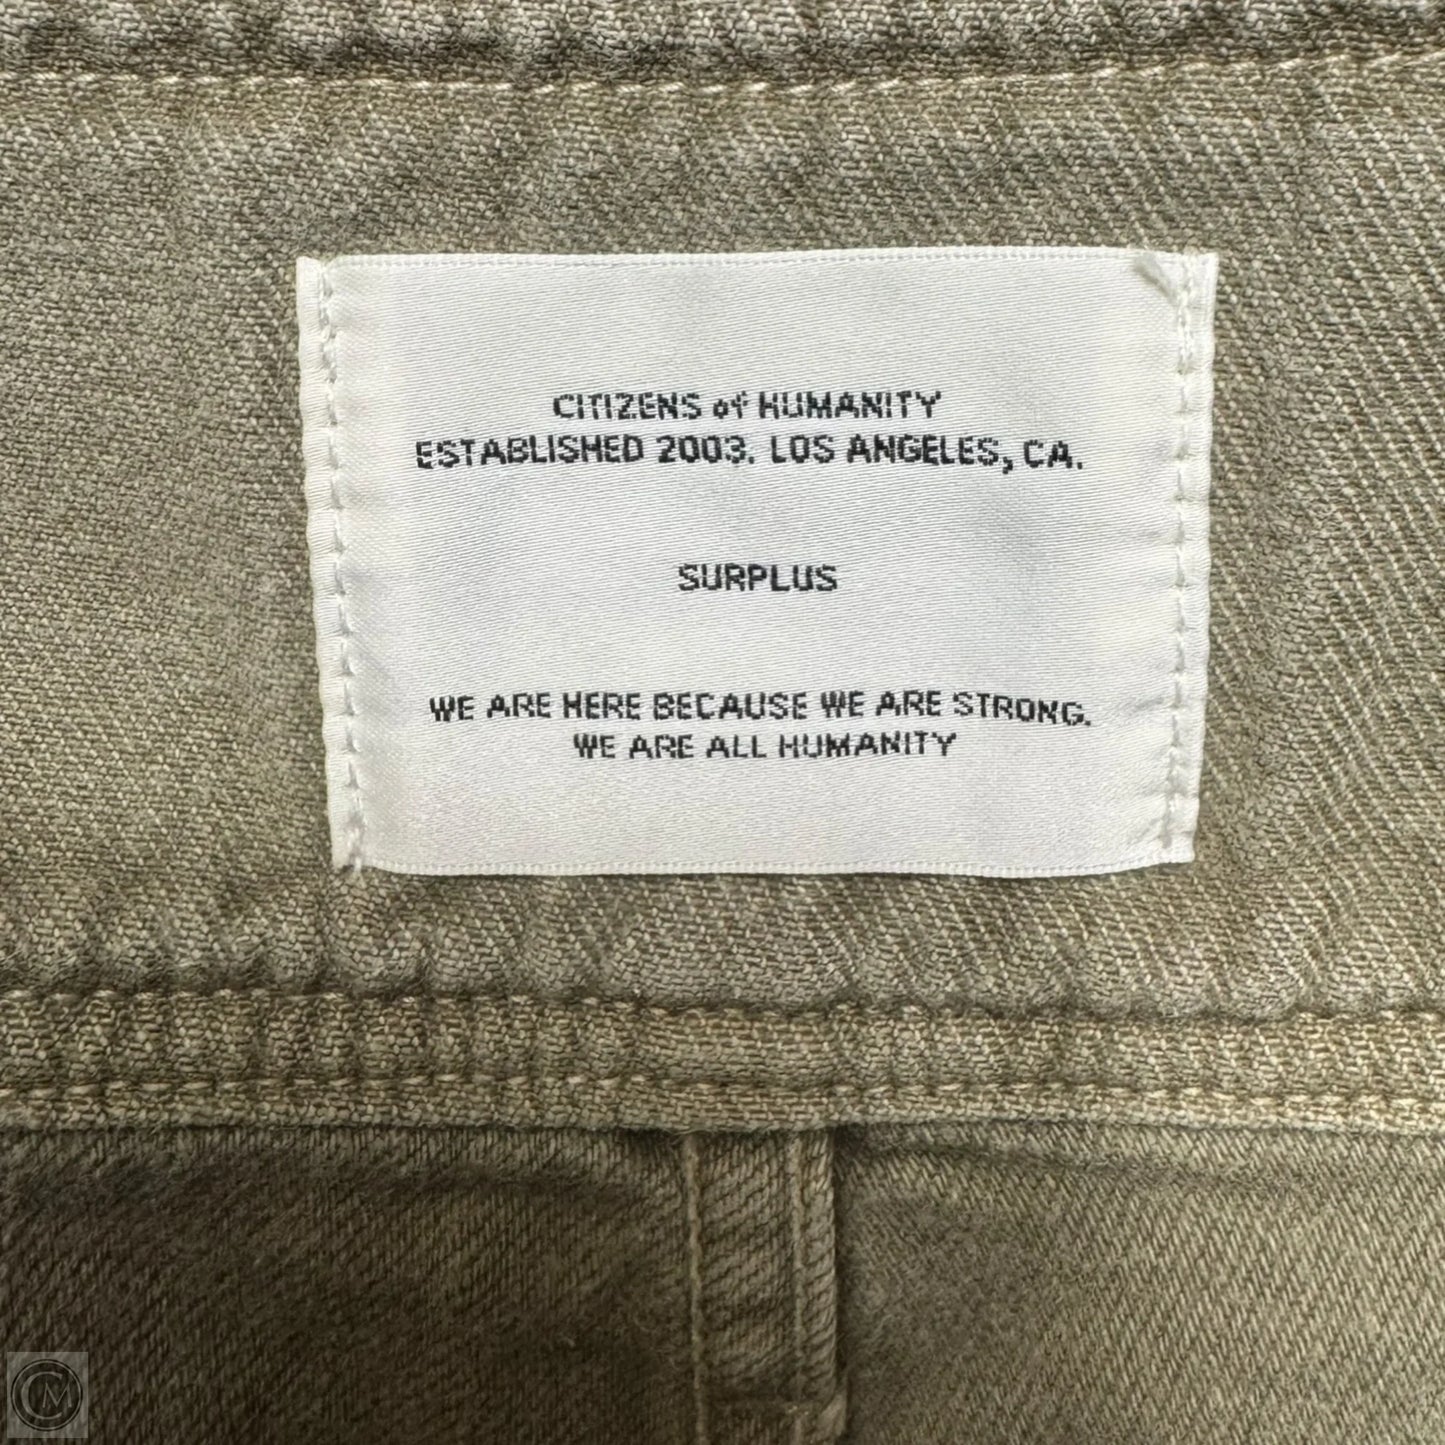 CITIZENS of HUMANITY
ESTABLISHED 2003. LOS ANGELES, CA.
SURPLUS
WE ARE HERE BECAUSE WE ARE STRONG.
WE ARE ALL HUMANITY
CM